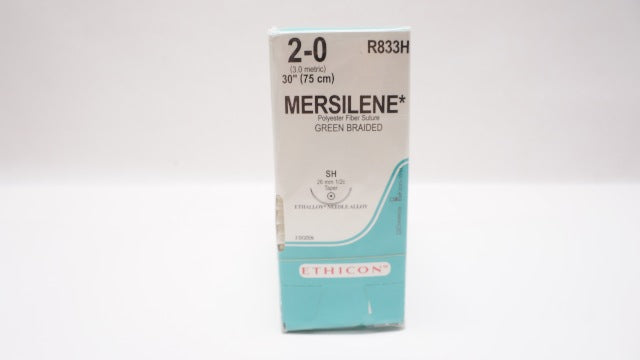 2-0
R833H
(3.0 metric)
30" (75 cm)
MERSILENE*
Polyester Fiber Suture
GREEN BRAIDED
SH
26 mm 1/2c
Taper
ETHALLOY* NEEDLE ALLOY
ETHICON™